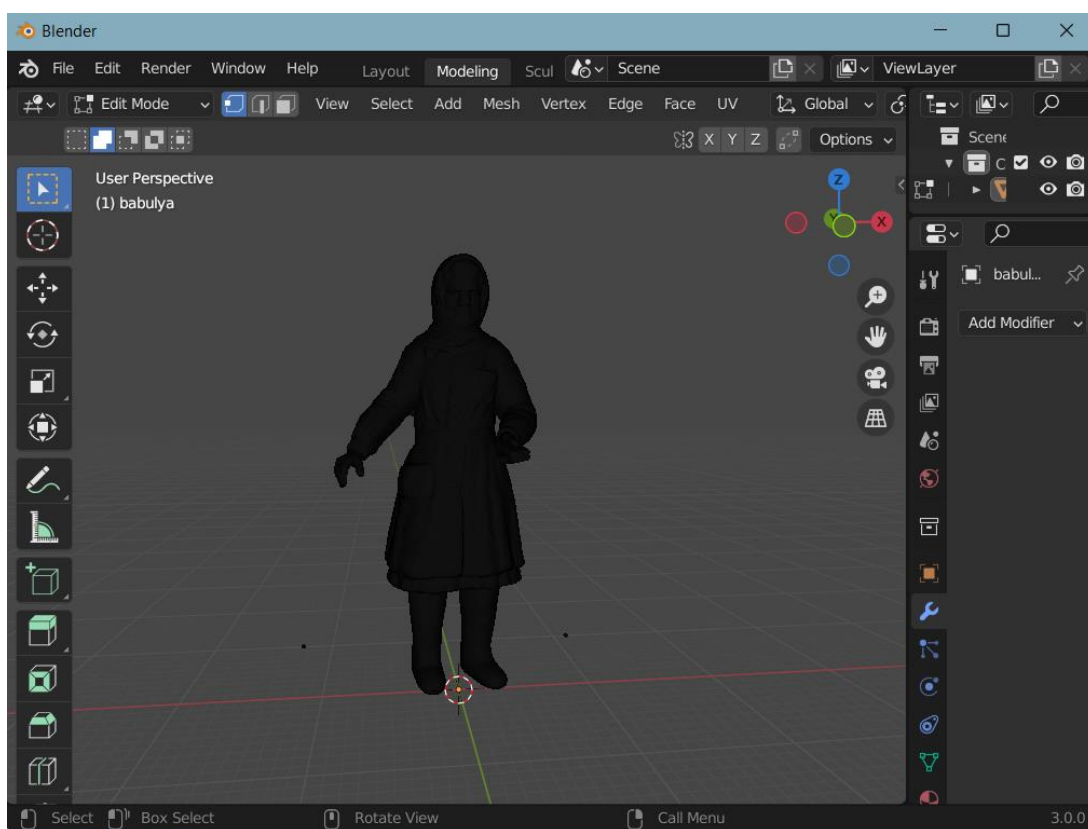 Blender
File Edit Render Window Help Layout Modeling Scul Scene ViewLayer
Edit Mode View Select Add Mesh Vertex Edge Face UV Global
X Y Z Options
Scene
C
User Perspective
(1) babulya
Z
Y
X
babul...
Add Modifier
Select Box Select Rotate View Call Menu 3.0.0